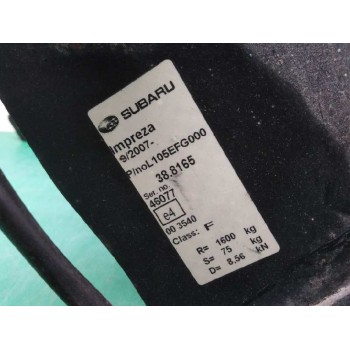 SUBARU
Impreza
9/2007-
P/noL105EFG000
38.8165
Ser. no.
46077
e4
00 3540
Class: F
R= 1600 kg
S= 75 kg
D= 8,56 kN